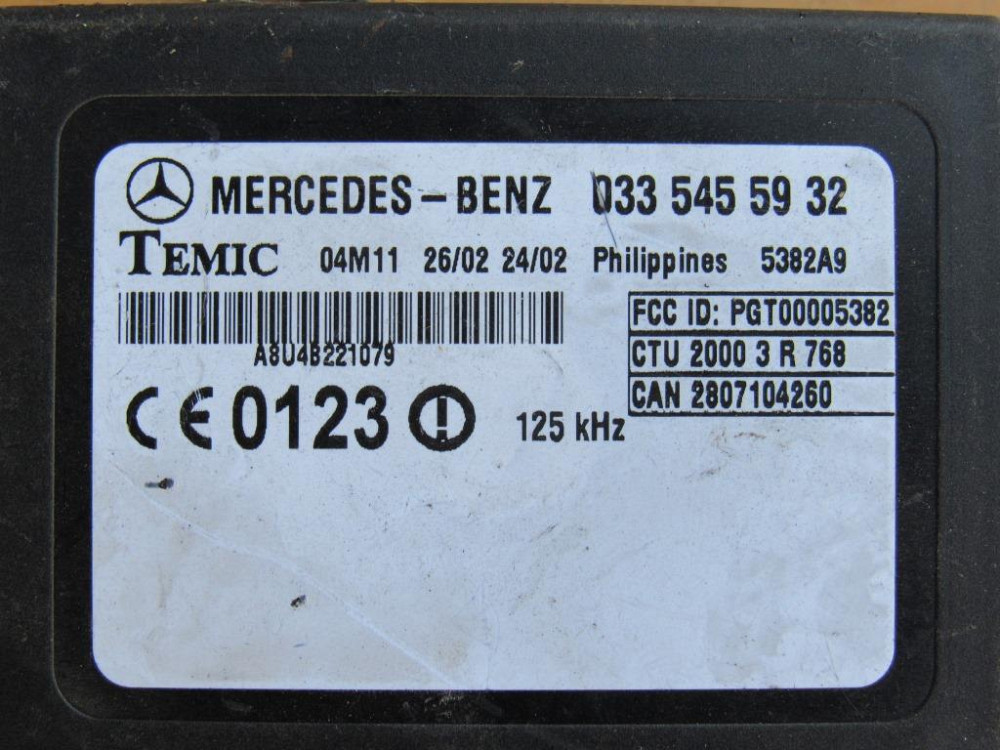 MERCEDES-BENZ 033 545 59 32
TEMIC 04M11 26/02 24/02 Philippines 5382A9
FCC ID: PGT00005382
A8U4B221079
CTU 2000 3 R 768
CAN 2807104260
CE 0123 125 kHz